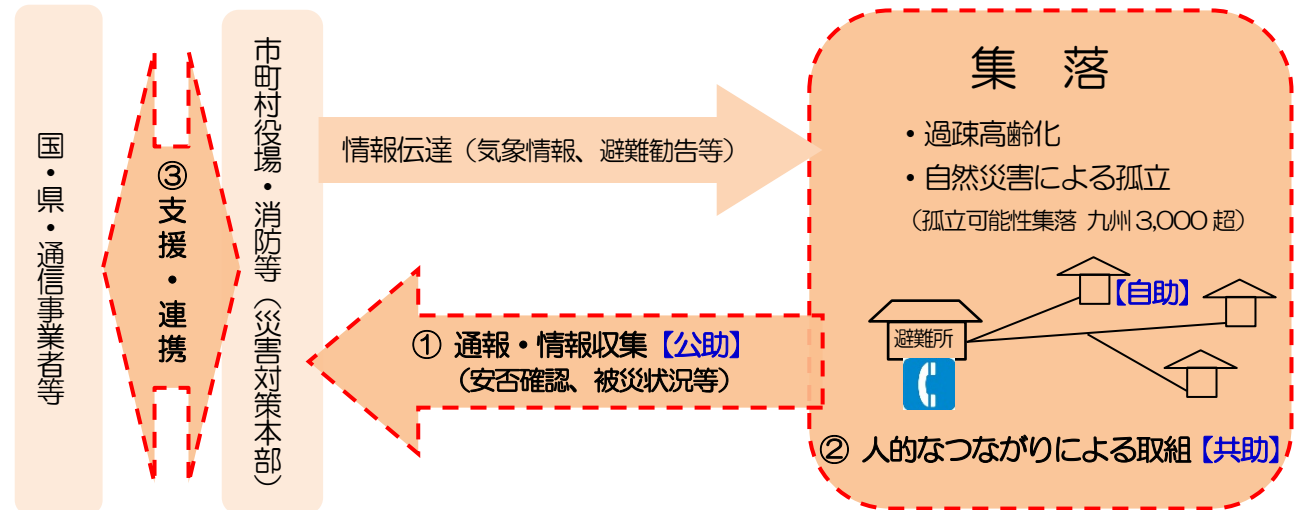 国・県・通信事業者等
③
支援・連携
市町村役場・消防等（災害対策本部）
情報伝達（気象情報、避難勧告等）
① 通報・情報収集【公助】
（安否確認、被災状況等）
集　落
・過疎高齢化
・自然災害による孤立
（孤立可能性集落 九州3,000超）
【自助】
避難所
② 人的なつながりによる取組【共助】